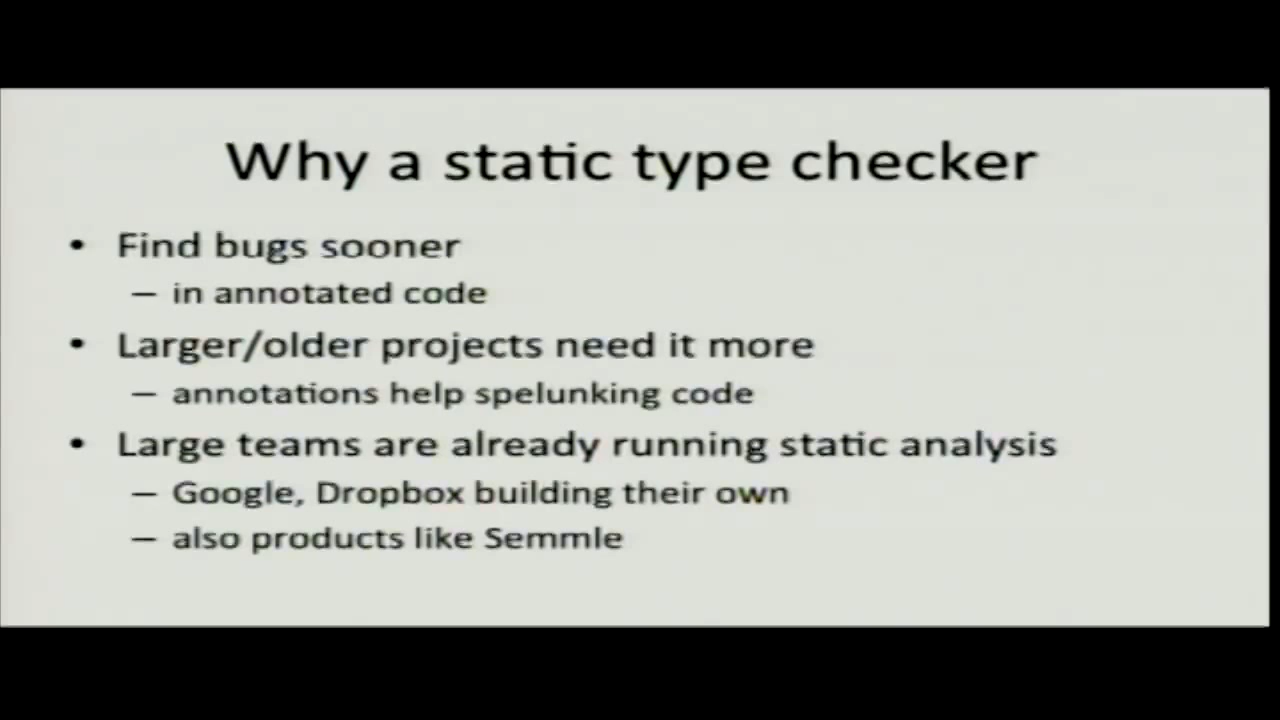 Why a static type checker
• Find bugs sooner
– in annotated code
• Larger/older projects need it more
– annotations help spelunking code
• Large teams are already running static analysis
– Google, Dropbox building their own
– also products like Semmle